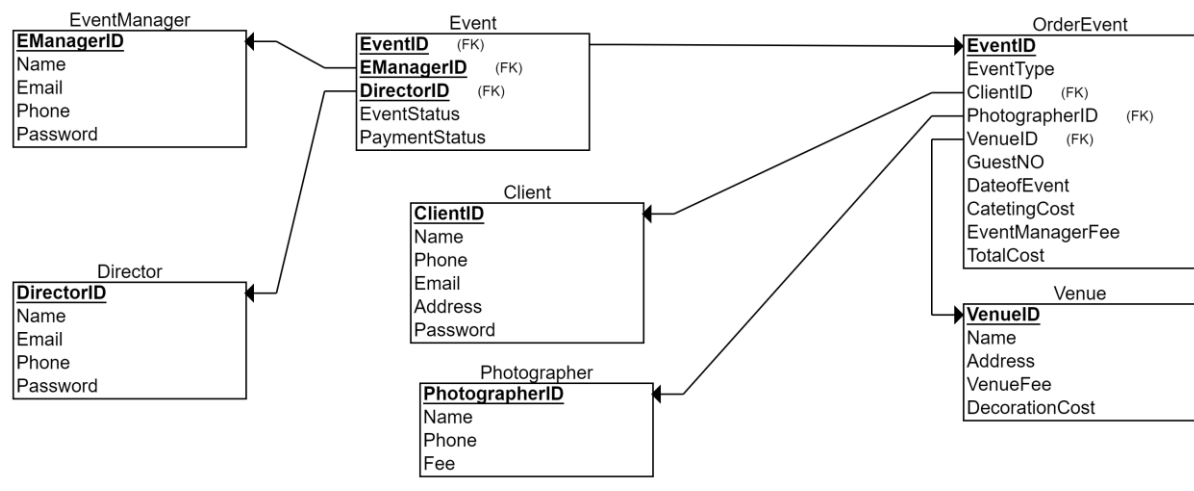 EventManager
EManagerID
Name
Email
Phone
Password
Event
EventID (FK)
EManagerID (FK)
DirectorID (FK)
EventStatus
PaymentStatus
OrderEvent
EventID
EventType
ClientID (FK)
PhotographerID (FK)
VenueID (FK)
GuestNO
DateofEvent
CatetingCost
EventManagerFee
TotalCost
Client
ClientID
Name
Phone
Email
Address
Password
Director
DirectorID
Name
Email
Phone
Password
Venue
VenueID
Name
Address
VenueFee
DecorationCost
Photographer
PhotographerID
Name
Phone
Fee